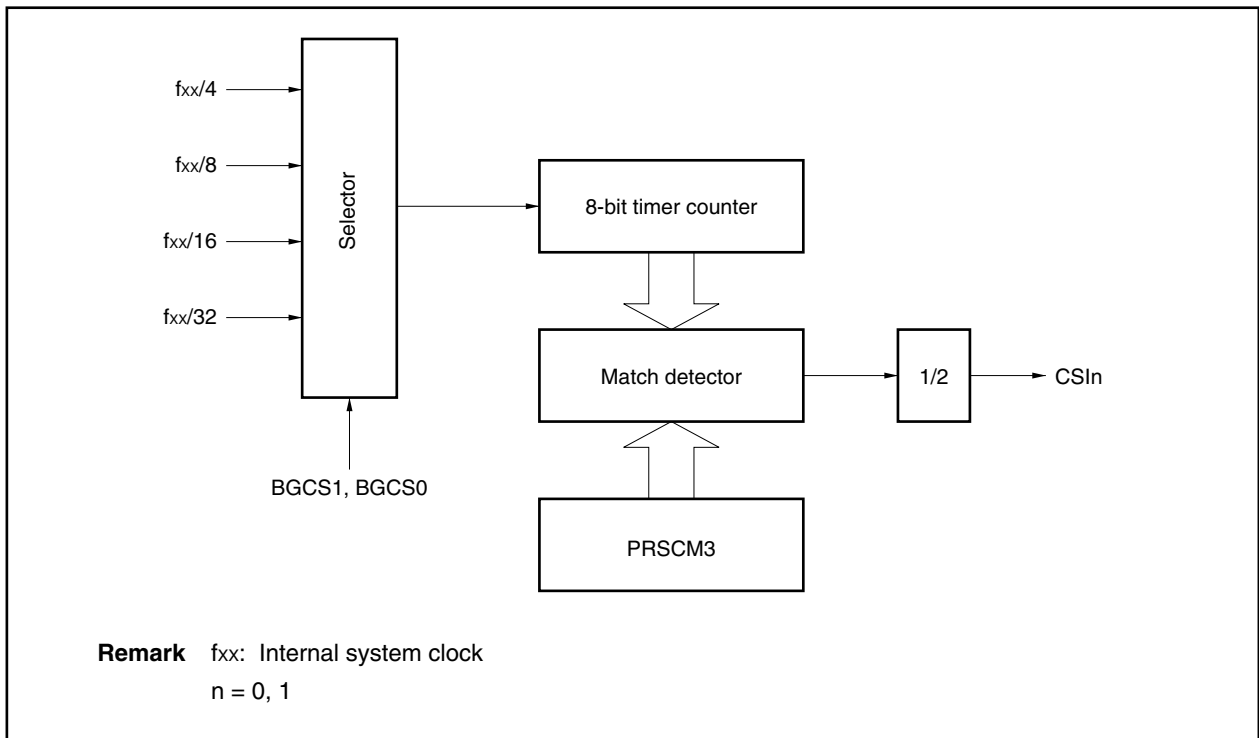 fxx/4
fxx/8
fxx/16
fxx/32
Selector
BGCS1, BGCS0
8-bit timer counter
Match detector
1/2
CSIn
PRSCM3
Remark fxx: Internal system clock
n = 0, 1